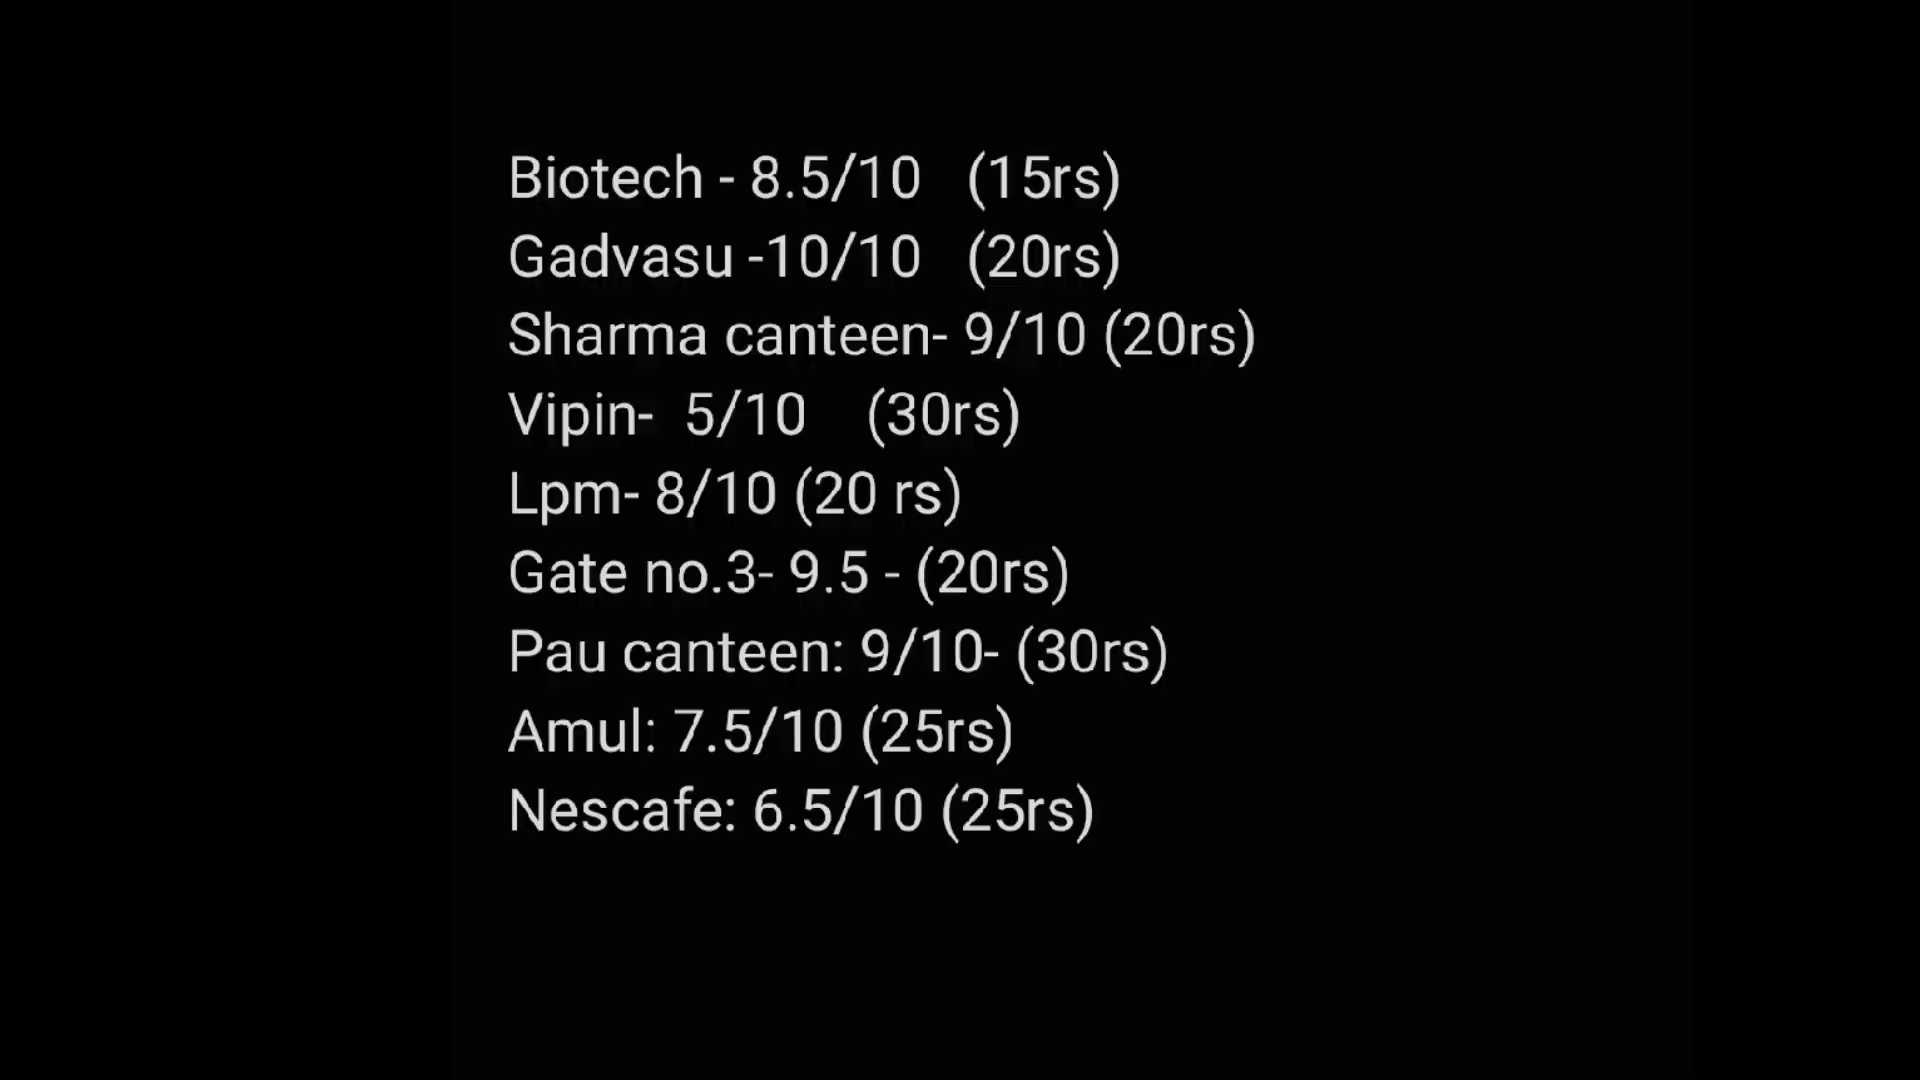 Biotech - 8.5/10   (15rs)
Gadvasu -10/10   (20rs)
Sharma canteen- 9/10 (20rs)
Vipin-  5/10    (30rs)
Lpm- 8/10 (20 rs)
Gate no.3- 9.5 - (20rs)
Pau canteen: 9/10- (30rs)
Amul: 7.5/10 (25rs)
Nescafe: 6.5/10 (25rs)